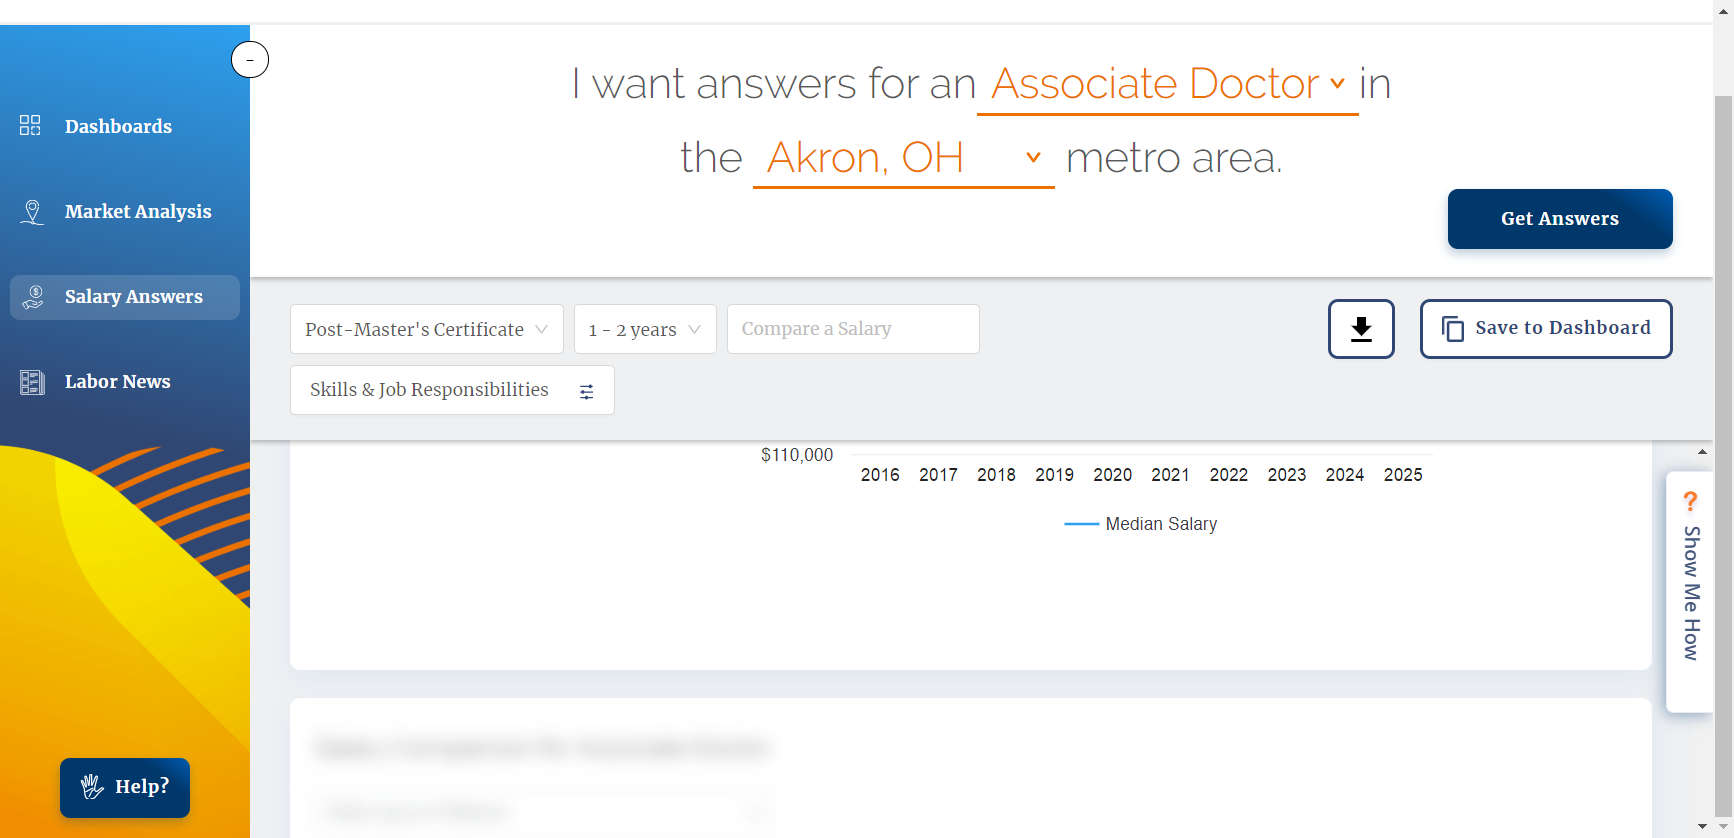 -
Dashboards
Market Analysis
Salary Answers
Labor News
Help?
I want answers for an Associate Doctor in
the Akron, OH metro area.
Get Answers
Post-Master's Certificate
1 - 2 years
Compare a Salary
Save to Dashboard
Skills & Job Responsibilities
$110,000
2016 2017 2018 2019 2020 2021 2022 2023 2024 2025
Median Salary
? Show Me How